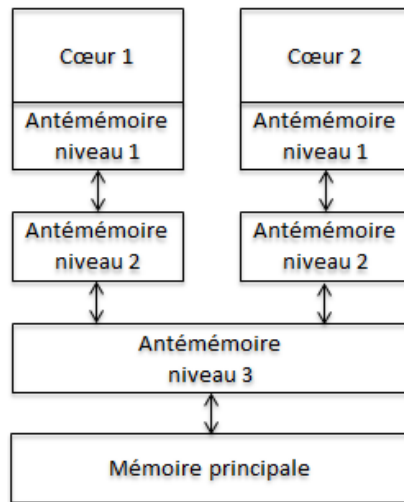 Cœur 1
Cœur 2
Antémémoire
niveau 1
Antémémoire
niveau 1
Antémémoire
niveau 2
Antémémoire
niveau 2
Antémémoire
niveau 3
Mémoire principale